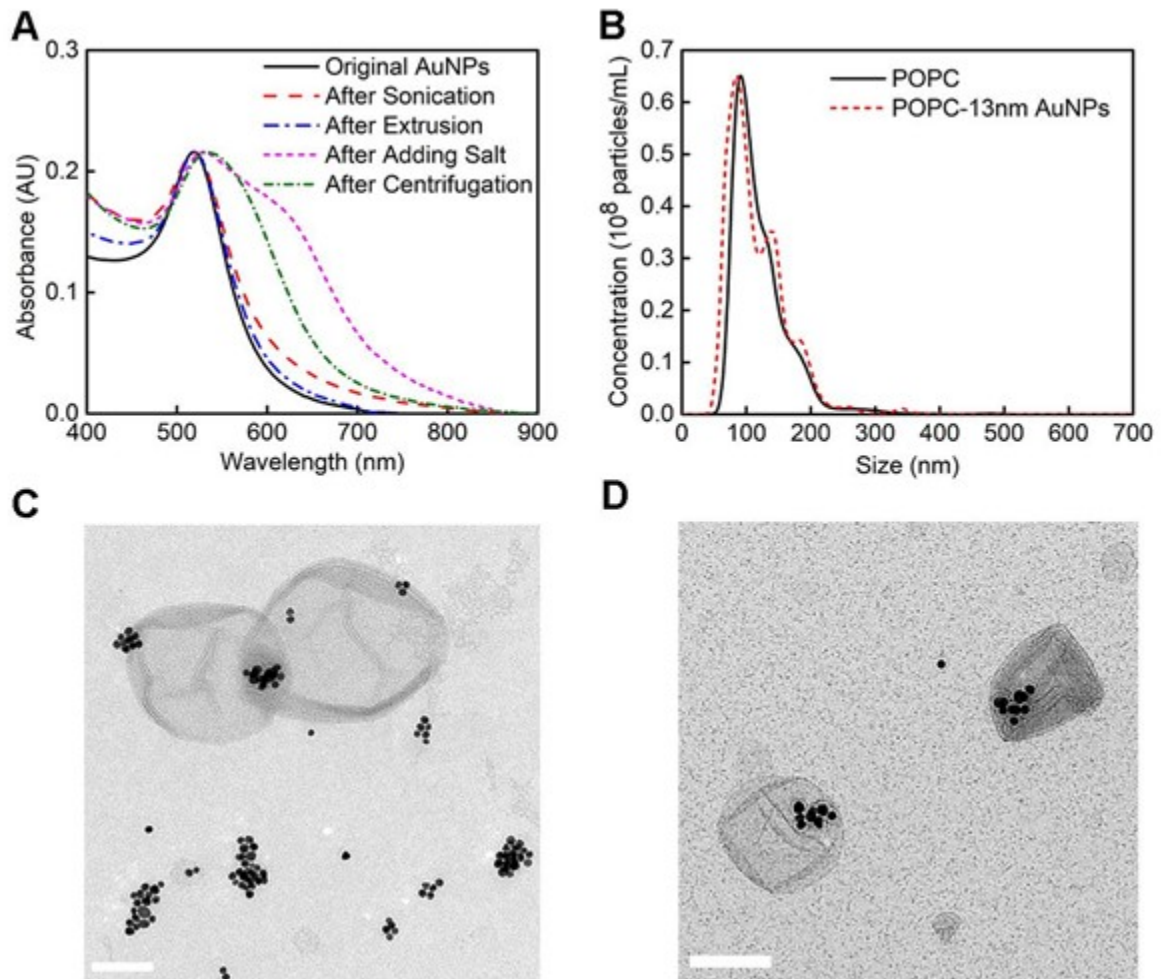 A
0.3
0.2
0.1
0.0
Absorbance (AU)
Original AuNPs
After Sonication
After Extrusion
After Adding Salt
After Centrifugation
400 500 600 700 800 900
Wavelength (nm)
B
0.7
0.6
0.5
0.4
0.3
0.2
0.1
0.0
Concentration (10⁸ particles/mL)
POPC
POPC-13nm AuNPs
0 100 200 300 400 500 600 700
Size (nm)
C
D